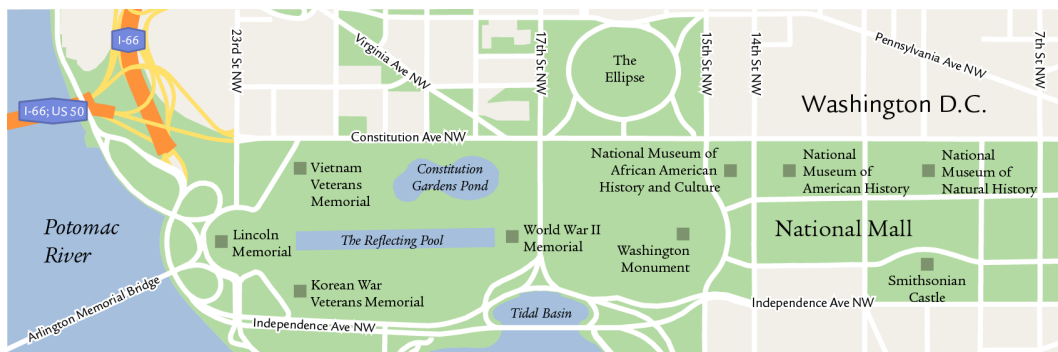 I-66
I-66; US 50
23rd St NW
Virginia Ave NW
17th St NW
The
Ellipse
15th St NW
14th St NW
Pennsylvania Ave NW
7th St NW
Washington D.C.
Constitution Ave NW
Vietnam
Veterans
Memorial
Constitution
Gardens Pond
National Museum of
African American
History and Culture
National
Museum of
American History
National
Museum of
Natural History
Potomac
River
Lincoln
Memorial
The Reflecting Pool
World War II
Memorial
Washington
Monument
National Mall
Smithsonian
Castle
Korean War
Veterans Memorial
Arlington Memorial Bridge
Independence Ave NW
Tidal Basin
Independence Ave NW